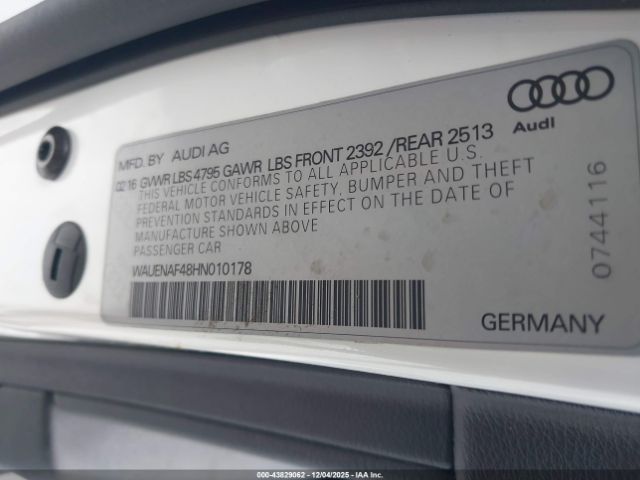 Audi
MFD. BY AUDI AG
02 16 GVWR LBS 4795 GAWR LBS FRONT 2392 / REAR 2513
THIS VEHICLE CONFORMS TO ALL APPLICABLE U.S.
FEDERAL MOTOR VEHICLE SAFETY, BUMPER AND THEFT
PREVENTION STANDARDS IN EFFECT ON THE DATE OF
MANUFACTURE SHOWN ABOVE
PASSENGER CAR
WAUENAF48HN010178
07444116
GERMANY
000-43829062 - 12/04/2025 - IAA Inc.